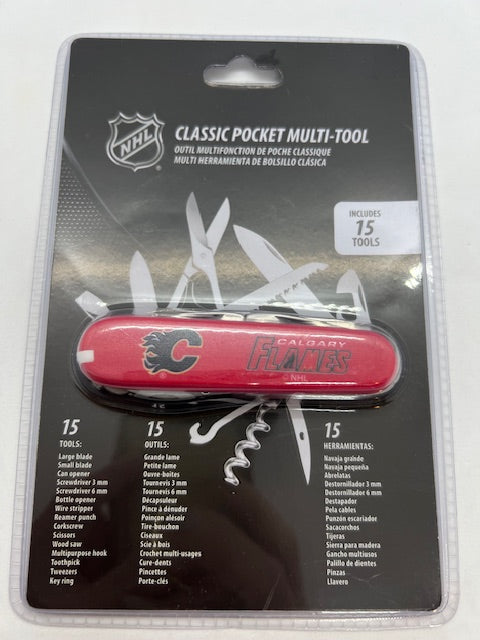 NHL
CLASSIC POCKET MULTI-TOOL
OUTIL MULTIFONCTION DE POCHE CLASSIQUE
MULTI HERRAMIENTA DE BOLSILLO CLÁSICA
INCLUDES
15
TOOLS
C
CALGARY
FLAMES
© NHL
15
TOOLS:
Large blade
Small blade
Can opener
Screwdriver 3 mm
Screwdriver 6 mm
Bottle opener
Wire stripper
Reamer punch
Corkscrew
Scissors
Wood saw
Multipurpose hook
Toothpick
Tweezers
Key ring
15
OUTILS:
Grande lame
Petite lame
Ouvre-boîtes
Tournevis 3 mm
Tournevis 6 mm
Décapsuleur
Pince à dénuder
Poinçon alésoir
Tire-bouchon
Ciseaux
Scie à bois
Crochet multi-usages
Cure-dents
Pincettes
Porte-clés
15
HERRAMIENTAS:
Navaja grande
Navaja pequeña
Abrelatas
Destornillador 3 mm
Destornillador 6 mm
Destapador
Pela cables
Punzón escariador
Sacacorchos
Tijeras
Sierra para madera
Gancho multiusos
Palillo de dientes
Pinzas
Llavero